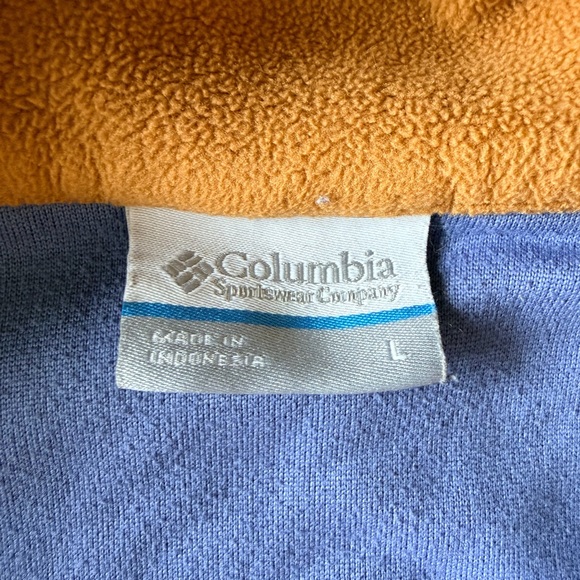 Columbia
Sportswear Company
MADE IN
INDONESIA
L